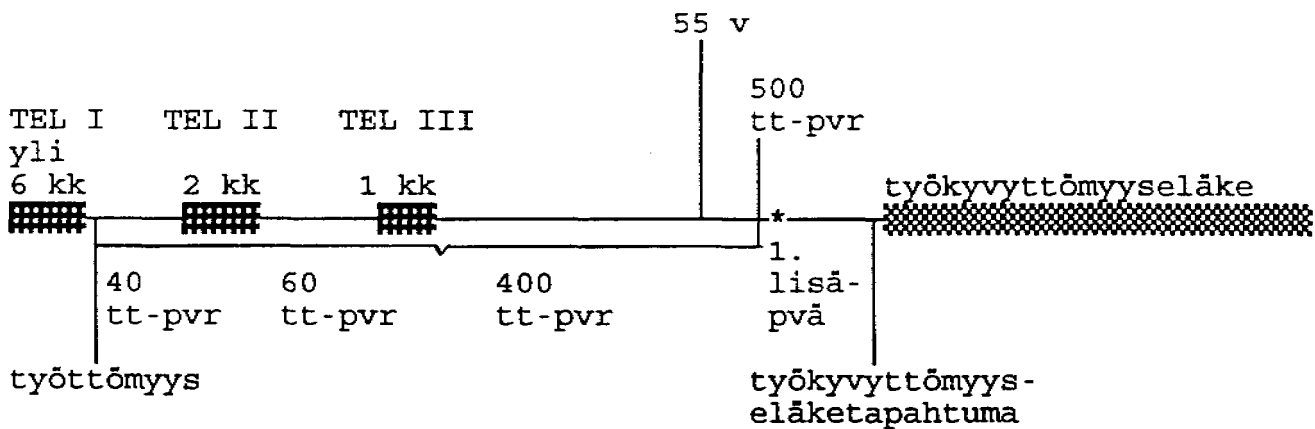 55 v
500
tt-pvr
TEL I TEL II TEL III
yli
6 kk 2 kk 1 kk
työkyvyttömyyseläke
*
40 60 400
tt-pvr tt-pvr tt-pvr
1.
lisä-
pvä
työttömyys
työkyvyttömyys-
eläketapahtuma